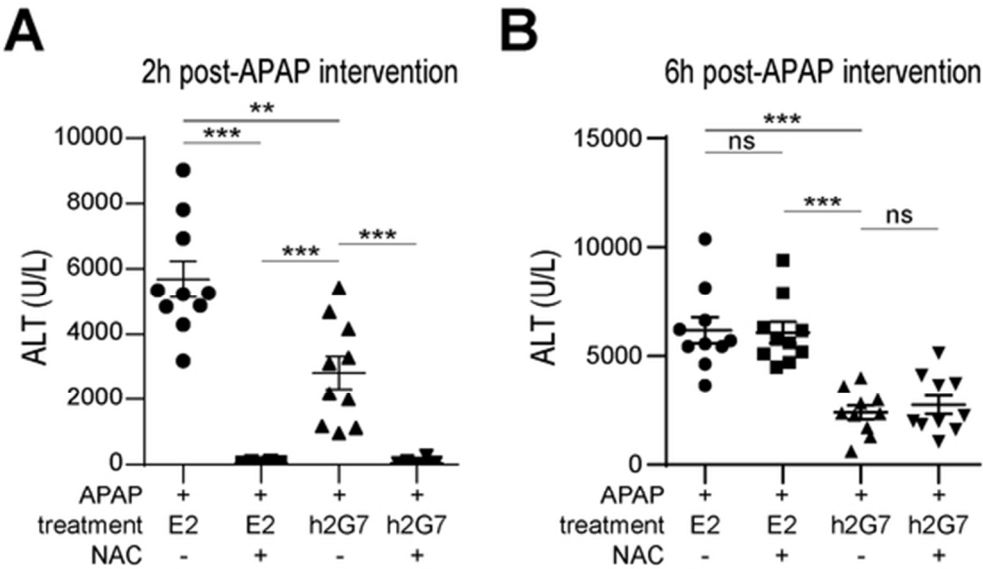 A
2h post-APAP intervention
**
***
***
***
ALT (U/L)
10000
8000
6000
4000
2000
0
APAP + + + +
treatment E2 E2 h2G7 h2G7
NAC - + - +
B
6h post-APAP intervention
***
ns
***
ns
ALT (U/L)
15000
10000
5000
0
APAP + + + +
treatment E2 E2 h2G7 h2G7
NAC - + - +